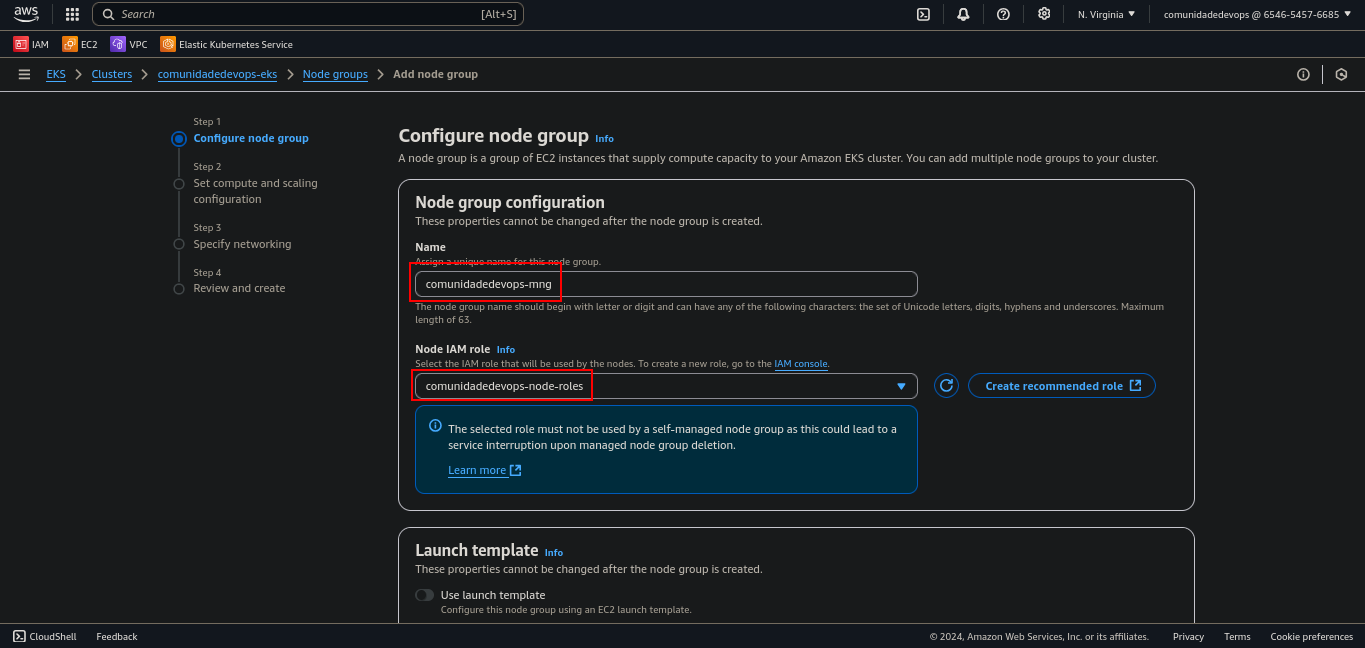 aws
Search [Alt+S]
N. Virginia
comunidadedevops @ 6546-5457-6685
IAM EC2 VPC Elastic Kubernetes Service
EKS Clusters comunidadedevops-eks Node groups Add node group
Step 1
Configure node group
Step 2
Set compute and scaling
configuration
Step 3
Specify networking
Step 4
Review and create
Configure node group Info
A node group is a group of EC2 instances that supply compute capacity to your Amazon EKS cluster. You can add multiple node groups to your cluster.
Node group configuration
These properties cannot be changed after the node group is created.
Name
Assign a unique name for this node group.
comunidadedevops-mng
The node group name should begin with letter or digit and can have any of the following characters: the set of Unicode letters, digits, hyphens and underscores. Maximum
length of 63.
Node IAM role Info
Select the IAM role that will be used by the nodes. To create a new role, go to the IAM console.
comunidadedevops-node-roles
Create recommended role
The selected role must not be used by a self-managed node group as this could lead to a
service interruption upon managed node group deletion.
Learn more
Launch template Info
These properties cannot be changed after the node group is created.
Use launch template
Configure this node group using an EC2 launch template.
CloudShell Feedback
© 2024, Amazon Web Services, Inc. or its affiliates. Privacy Terms Cookie preferences